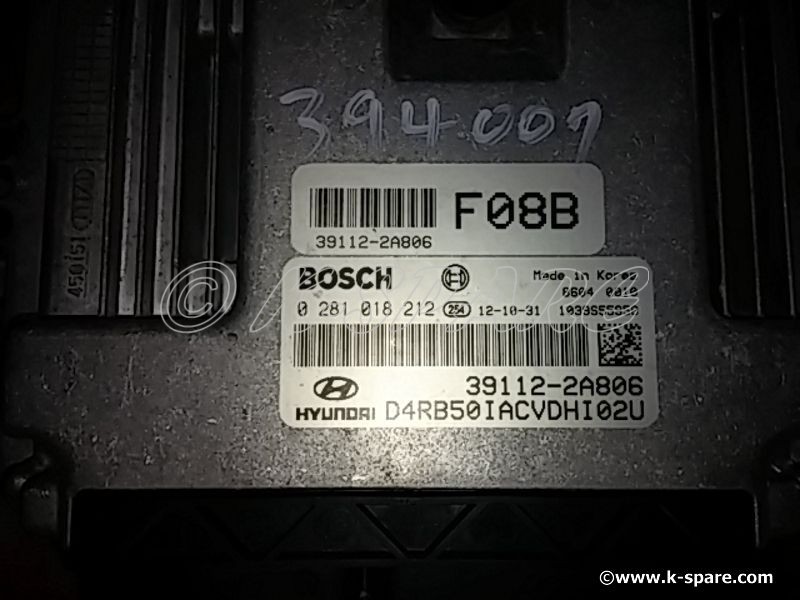 394007
F08B
39112-2A806
BOSCH
Made in Korea
0 281 018 212 254 12-10-31
39112-2A806
HYUNDAI D4RB50IACVDHI02U
450151
©www.k-spare.com